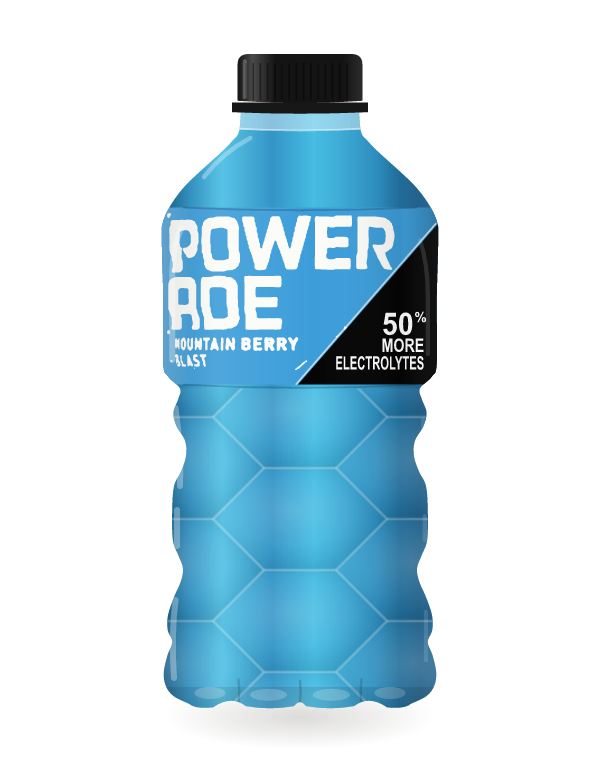 POWER
ADE
MOUNTAIN BERRY
BLAST
50%
MORE
ELECTROLYTES